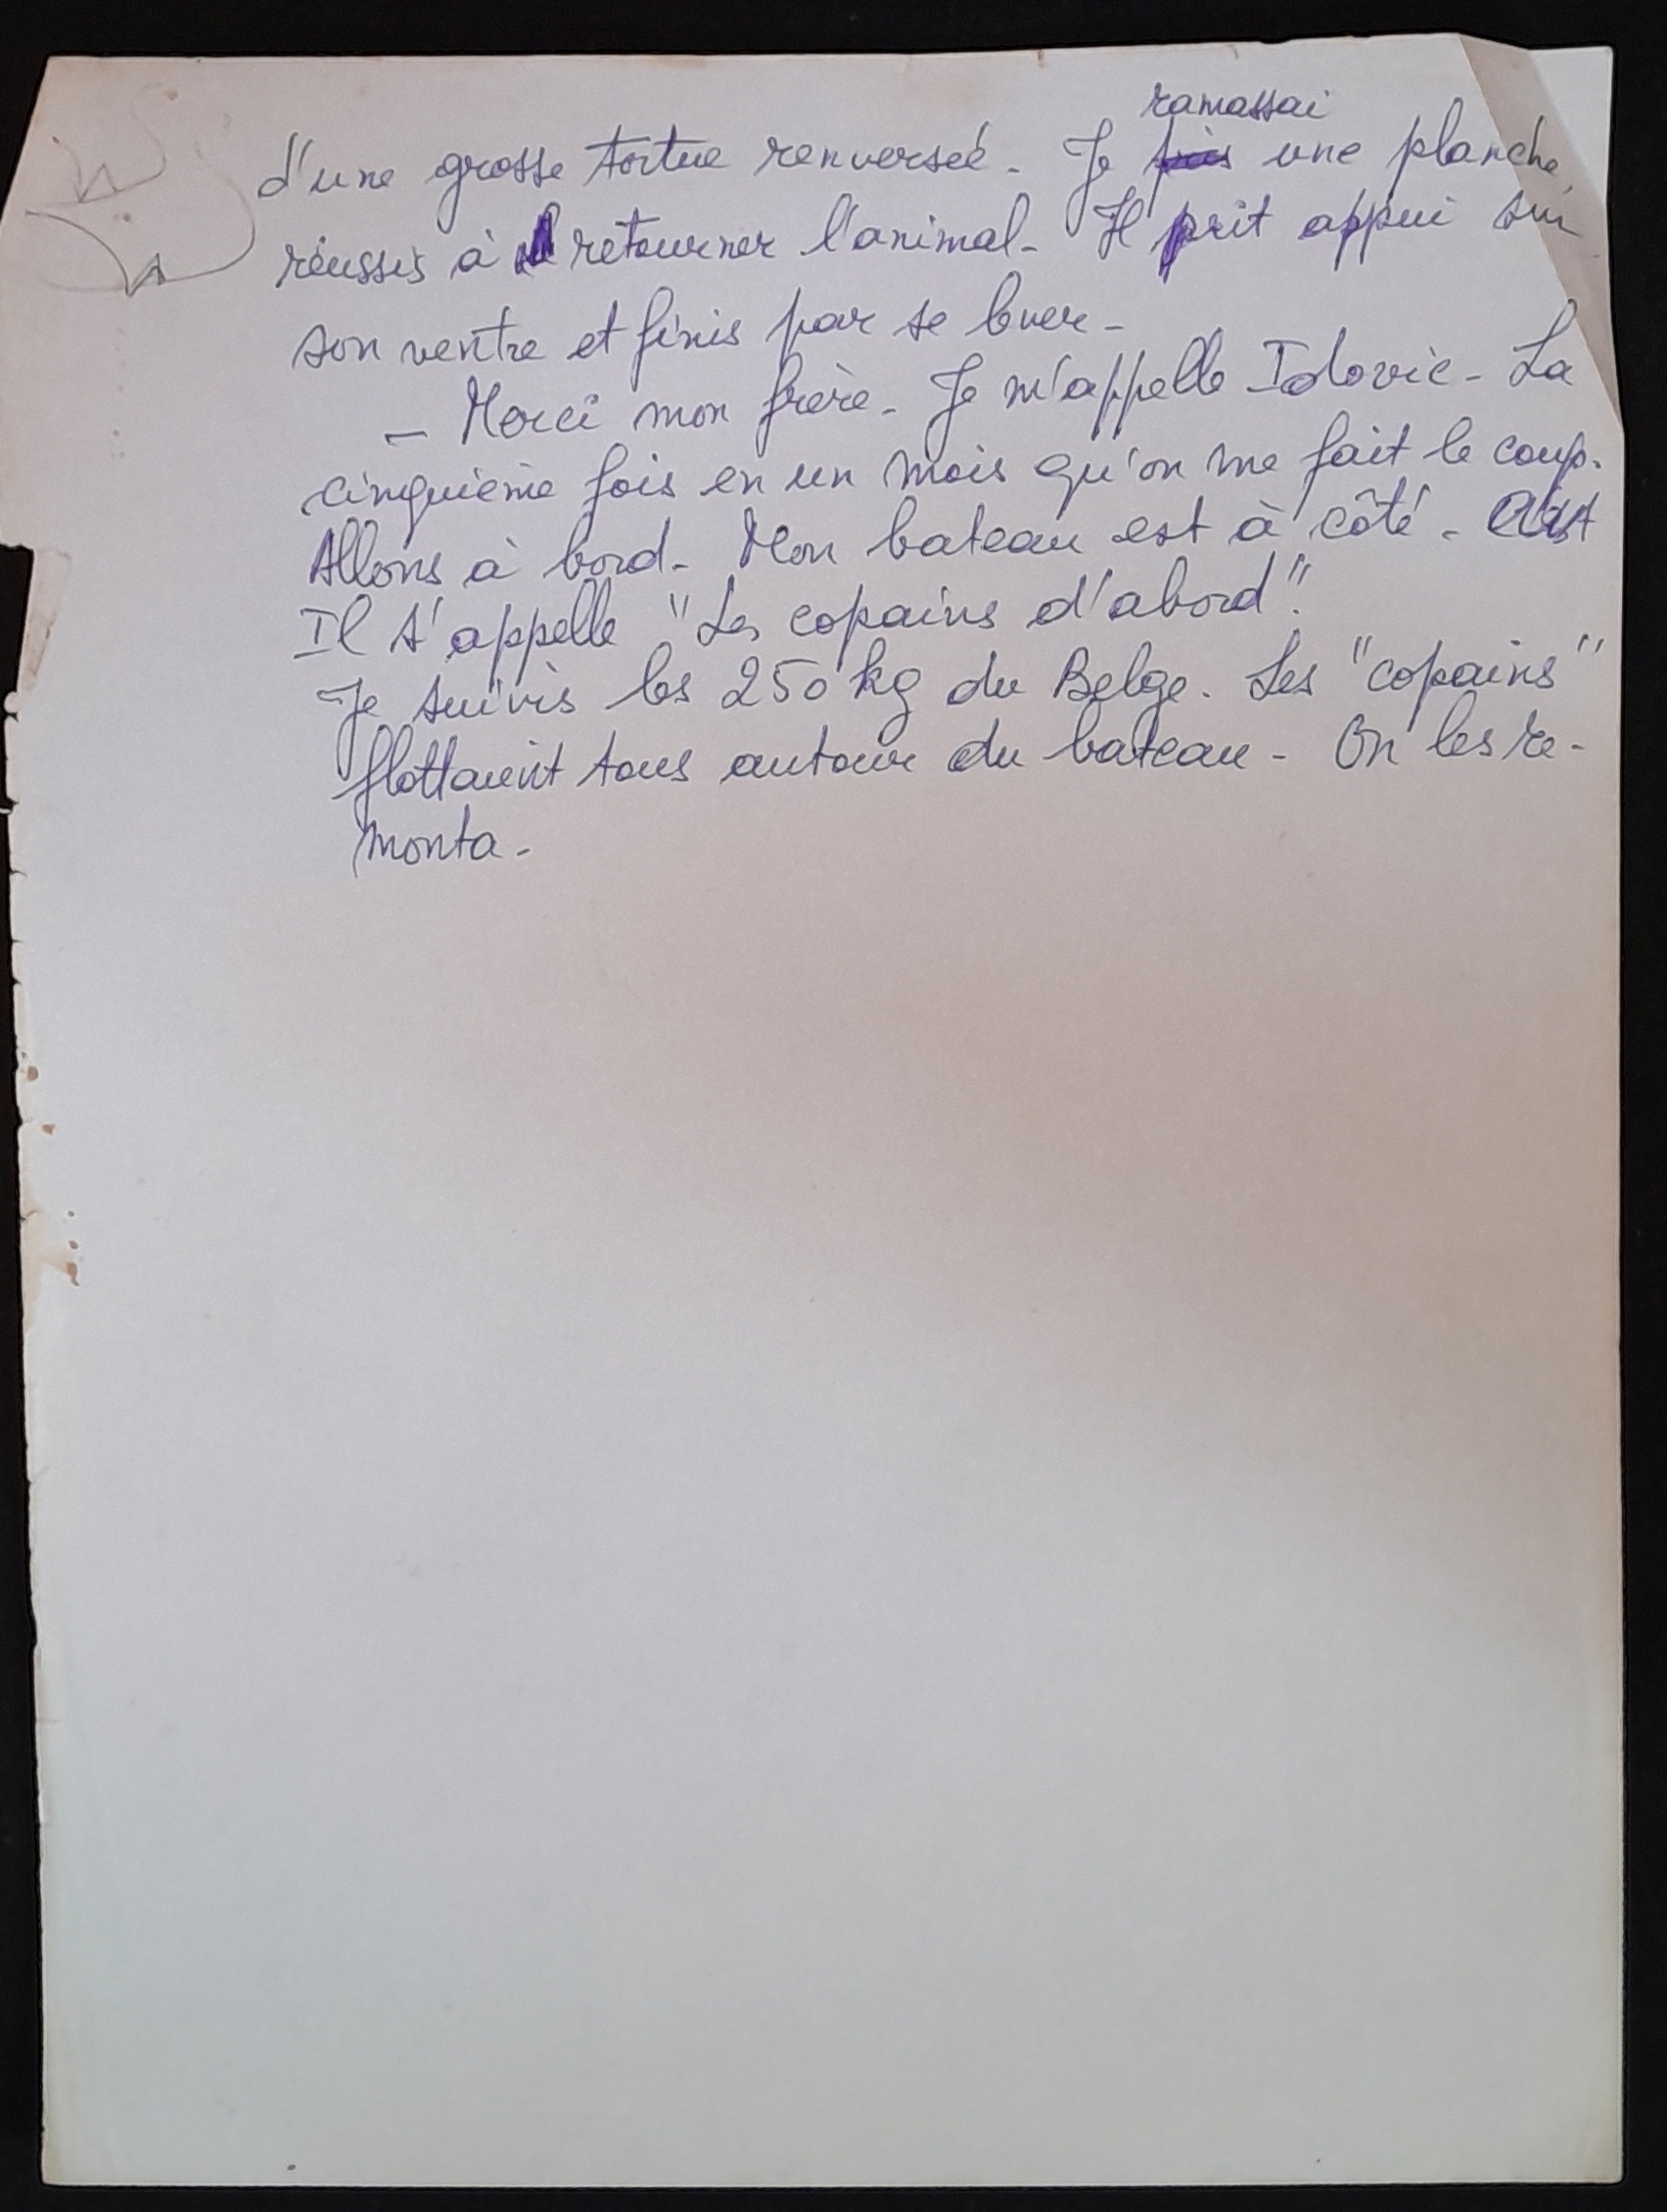 ramassai
d'une grosse tortue renversée. Je pris une planche,
réussis à retourner l'animal. Il prit appui sur
son ventre et finis par se lever.
— Merci mon frère. Je m'appelle Idovic. La
cinquième fois en un mois qu'on me fait le coup.
Allons à bord. Mon bateau est à côté. C'est
Il s'appelle "Les copains d'abord".
Je suivis les 250 kg du Belge. Les "copains"
flottaient tous autour du bateau. On les re-
monta.